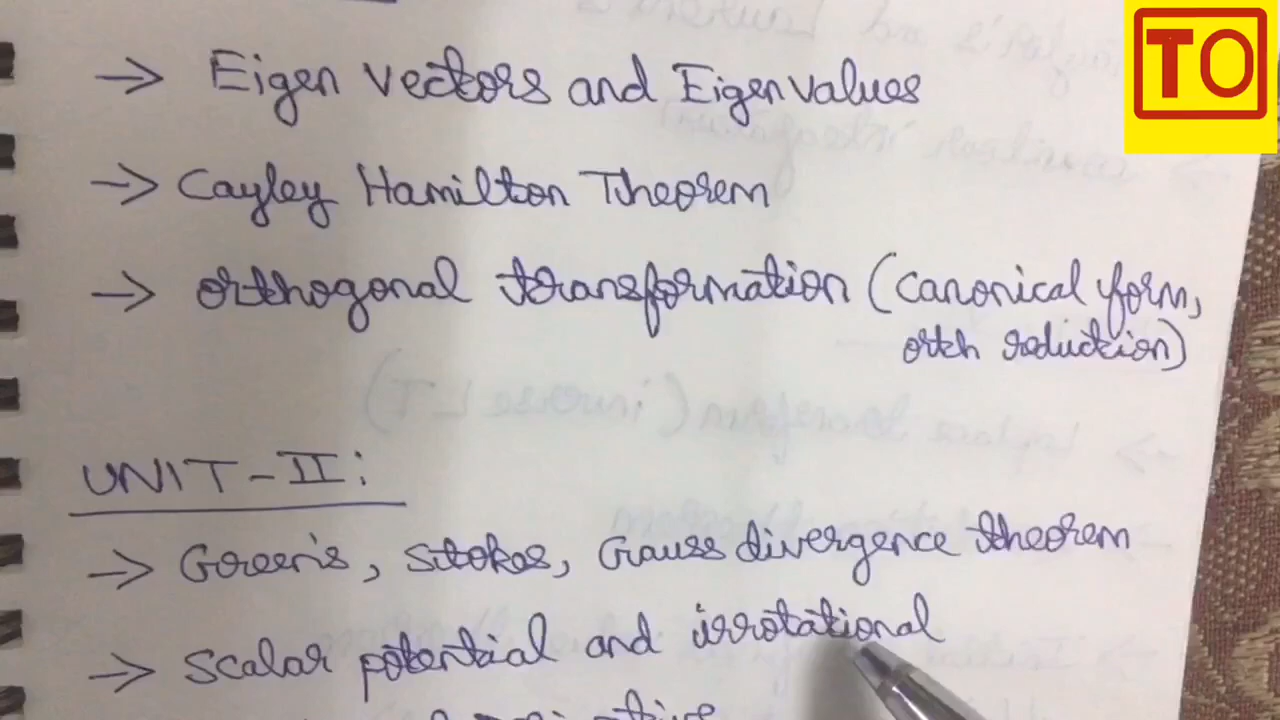 TO
→ Eigen vectors and Eigen values
→ Cayley Hamilton Theorem
→ orthogonal transformation (canonical form,
orth reduction)
UNIT-II:
→ Green's, Stokes, Gauss divergence theorem
→ Scalar potential and irrotational